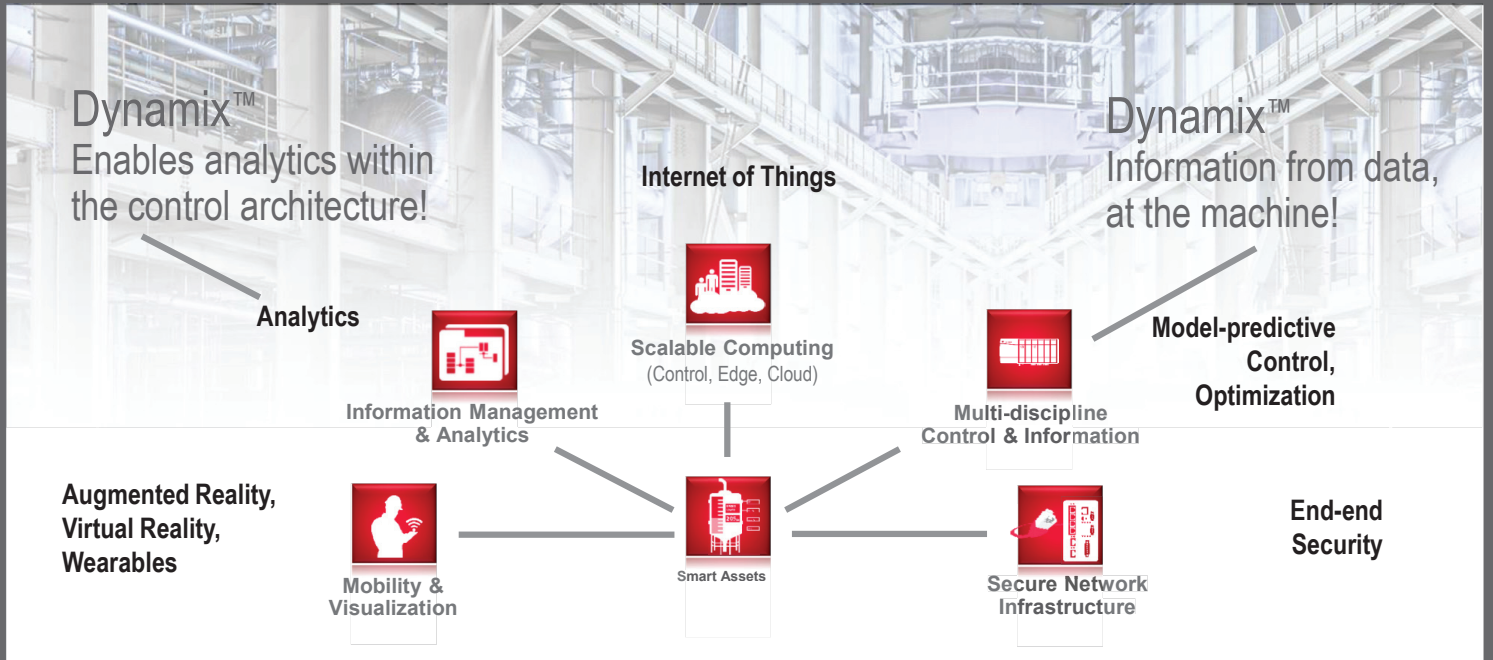 Dynamix™
Enables analytics within
the control architecture!
Dynamix™
Information from data,
at the machine!
Internet of Things
Analytics
Scalable Computing
(Control, Edge, Cloud)
Model-predictive
Control,
Optimization
Information Management
& Analytics
Multi-discipline
Control & Information
Augmented Reality,
Virtual Reality,
Wearables
End-end
Security
Mobility &
Visualization
Smart Assets
Secure Network
Infrastructure